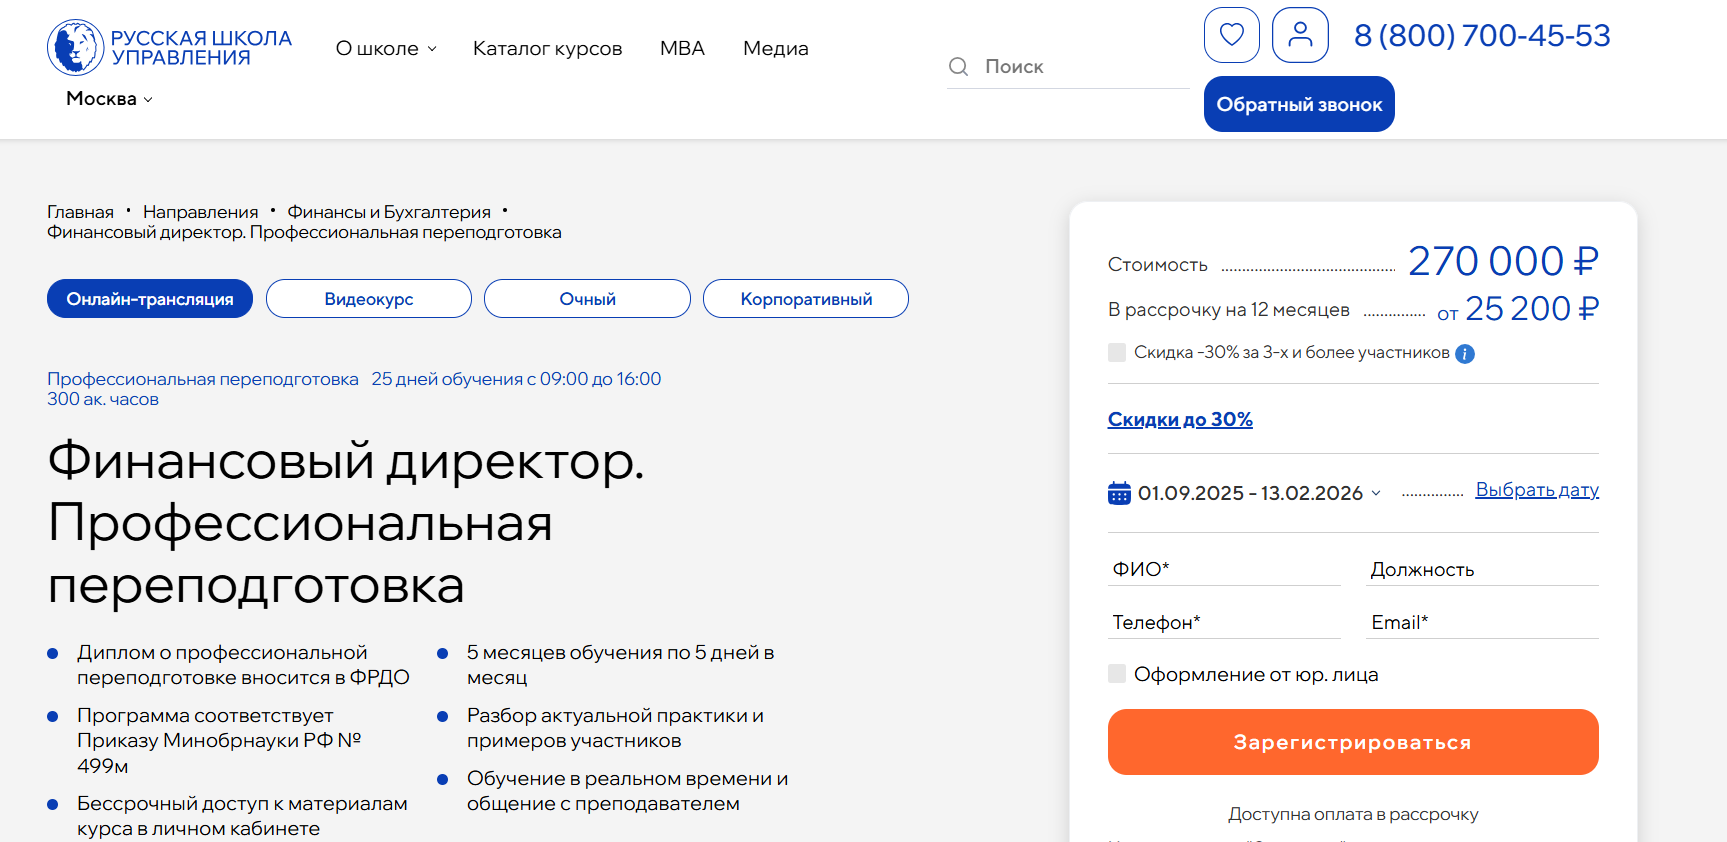 РУССКАЯ ШКОЛА
УПРАВЛЕНИЯ
О школе
Каталог курсов
MBA
Медиа
Поиск
8 (800) 700-45-53
Обратный звонок
Москва
Главная • Направления • Финансы и Бухгалтерия •
Финансовый директор. Профессиональная переподготовка
Онлайн-трансляция
Видеокурс
Очный
Корпоративный
Профессиональная переподготовка 25 дней обучения с 09:00 до 16:00
300 ак. часов
Финансовый директор.
Профессиональная
переподготовка
Диплом о профессиональной
переподготовке вносится в ФРДО
Программа соответствует
Приказу Минобрнауки РФ №
499м
Бессрочный доступ к материалам
курса в личном кабинете
5 месяцев обучения по 5 дней в
месяц
Разбор актуальной практики и
примеров участников
Обучение в реальном времени и
общение с преподавателем
Стоимость 270 000 ₽
В рассрочку на 12 месяцев от 25 200 ₽
Скидка -30% за 3-х и более участников
Скидки до 30%
01.09.2025 - 13.02.2026 Выбрать дату
ФИО* Должность
Телефон* Email*
Оформление от юр. лица
Зарегистрироваться
Доступна оплата в рассрочку